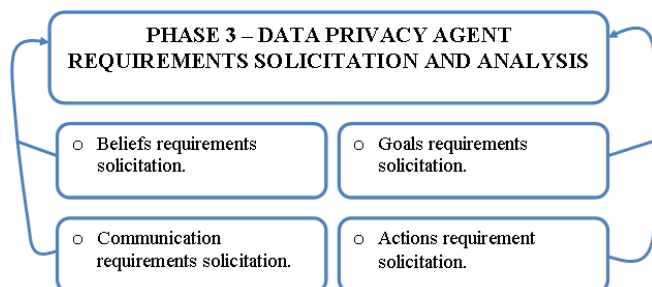 PHASE 3 – DATA PRIVACY AGENT
REQUIREMENTS SOLICITATION AND ANALYSIS
○ Beliefs requirements
solicitation.
○ Goals requirements
solicitation.
○ Communication
requirements solicitation.
○ Actions requirement
solicitation.